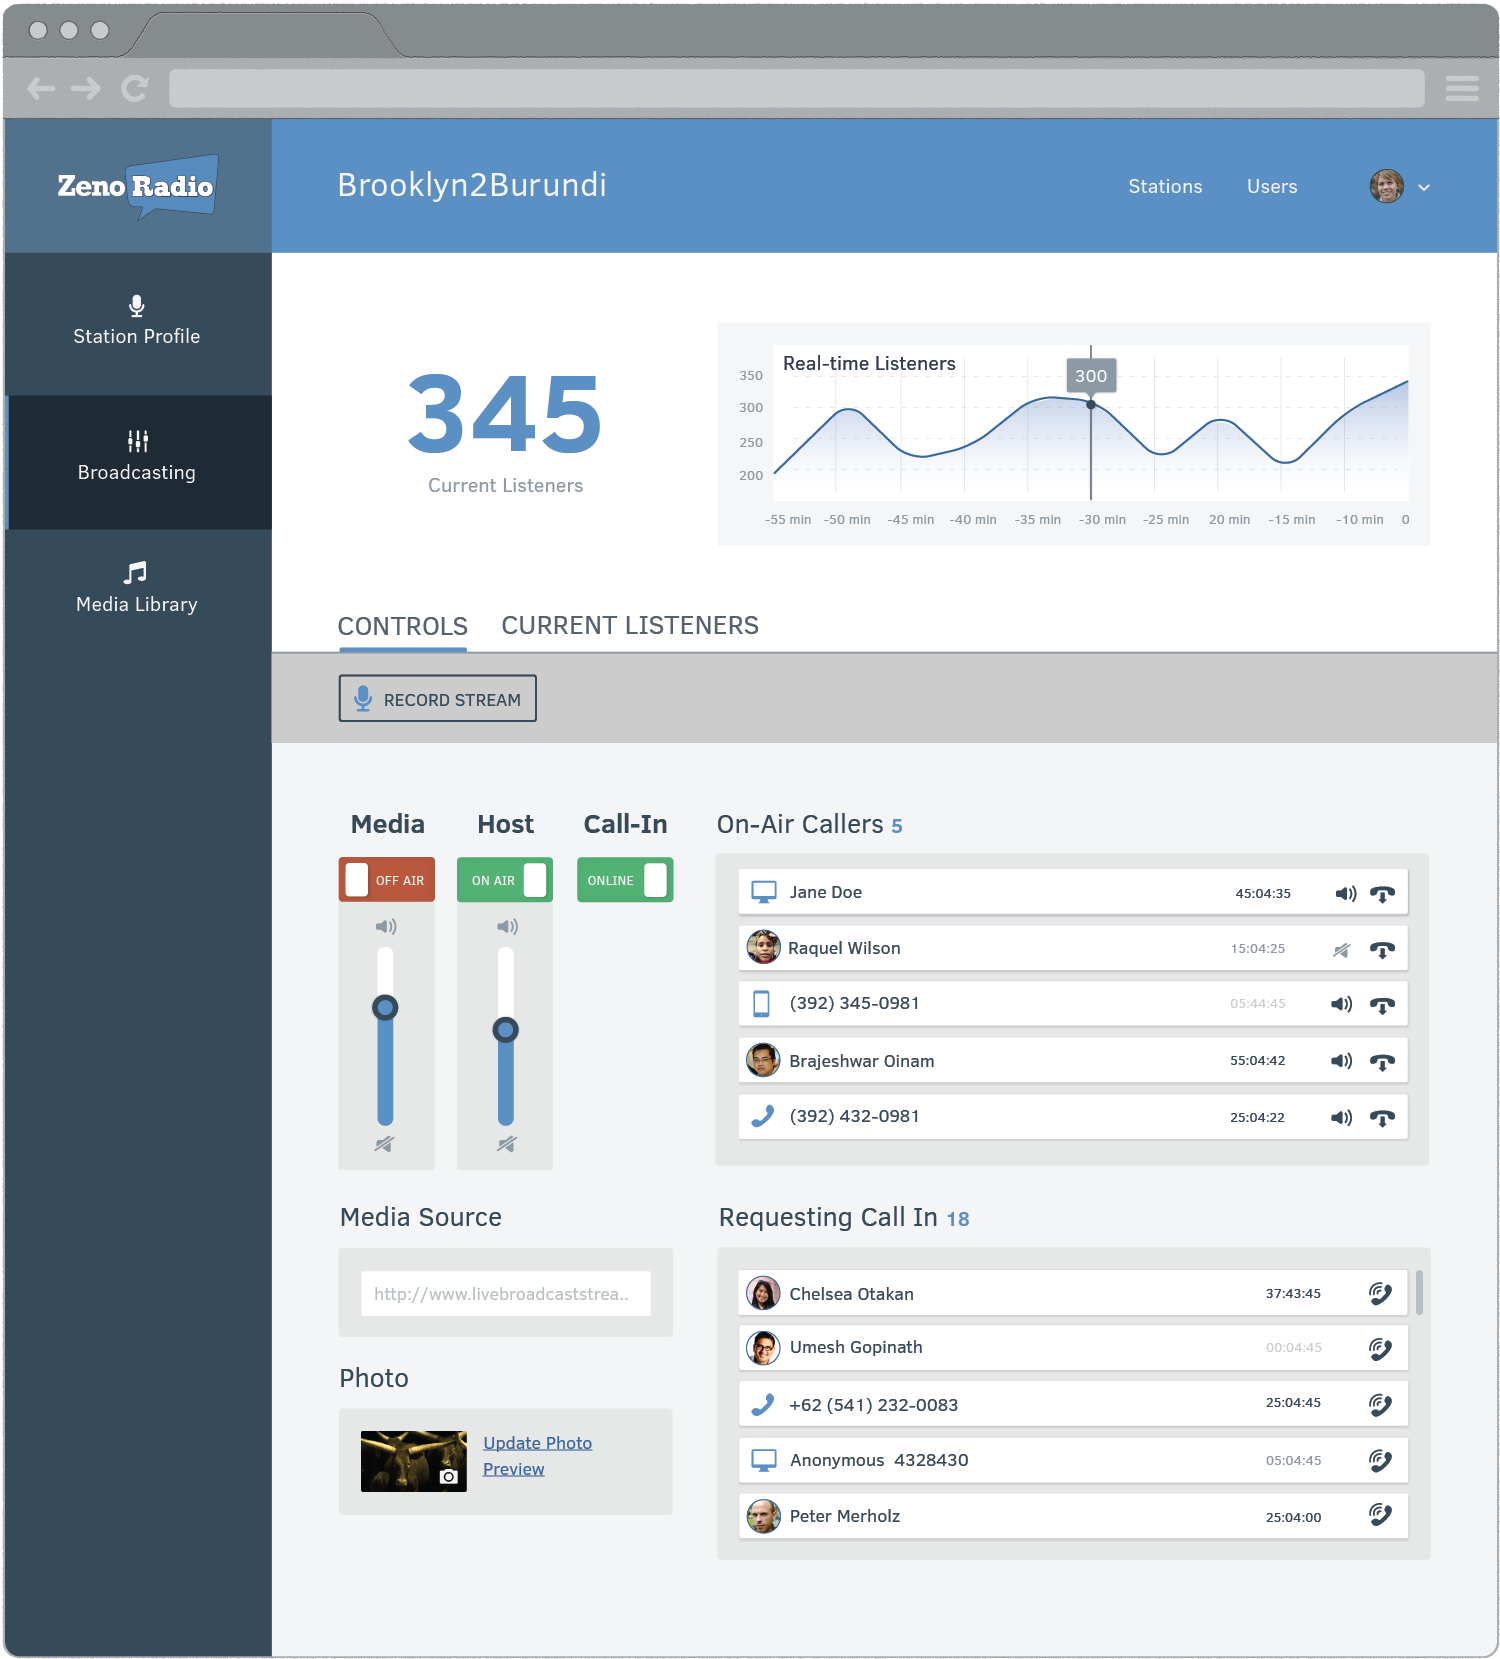 Zeno Radio
Brooklyn2Burundi
Stations
Users
Station Profile
Broadcasting
Media Library
345
Current Listeners
Real-time Listeners
300
350
300
250
200
-55 min -50 min -45 min -40 min -35 min -30 min -25 min 20 min -15 min -10 min 0
CONTROLS
CURRENT LISTENERS
RECORD STREAM
Media
Host
Call-In
OFF AIR
ON AIR
ONLINE
On-Air Callers 5
Jane Doe 45:04:35
Raquel Wilson 15:04:25
(392) 345-0981 05:44:45
Brajeshwar Oinam 55:04:42
(392) 432-0981 25:04:22
Media Source
http://www.livebroadcaststrea..
Photo
Update Photo
Preview
Requesting Call In 18
Chelsea Otakan 37:43:45
Umesh Gopinath 00:04:45
+62 (541) 232-0083 25:04:45
Anonymous 4328430 05:04:45
Peter Merholz 25:04:00